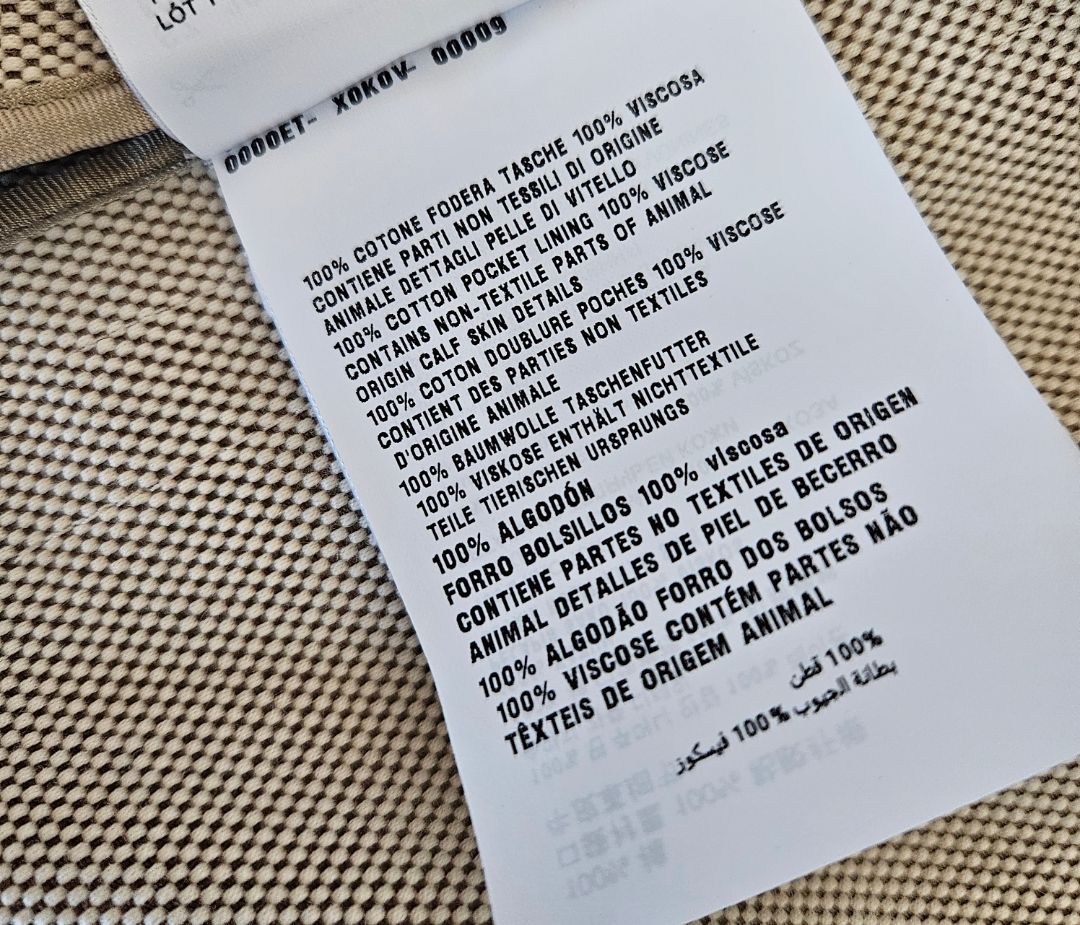 LÓT
0000ET- XOKOV- 00009
100% COTONE FODERA TASCHE 100% VISCOSA
CONTIENE PARTI NON TESSILI DI ORIGINE
ANIMALE DETTAGLI PELLE DI VITELLO
100% COTTON POCKET LINING 100% VISCOSE
CONTAINS NON-TEXTILE PARTS OF ANIMAL
ORIGIN CALF SKIN DETAILS
100% COTON DOUBLURE POCHES 100% VISCOSE
CONTIENT DES PARTIES NON TEXTILES
D'ORIGINE ANIMALE
100% BAUMWOLLE TASCHENFUTTER
100% VISKOSE ENTHÄLT NICHTTEXTILE
TEILE TIERISCHEN URSPRUNGS
100% ALGODÓN
FORRO BOLSILLOS 100% viscosa
CONTIENE PARTES NO TEXTILES DE ORIGEN
ANIMAL DETALLES DE PIEL DE BECERRO
100% ALGODÃO FORRO DOS BOLSOS
100% VISCOSE CONTÉM PARTES NÃO
TÊXTEIS DE ORIGEM ANIMAL
100% قطن
بطانة الجيوب 100% فيسكوز